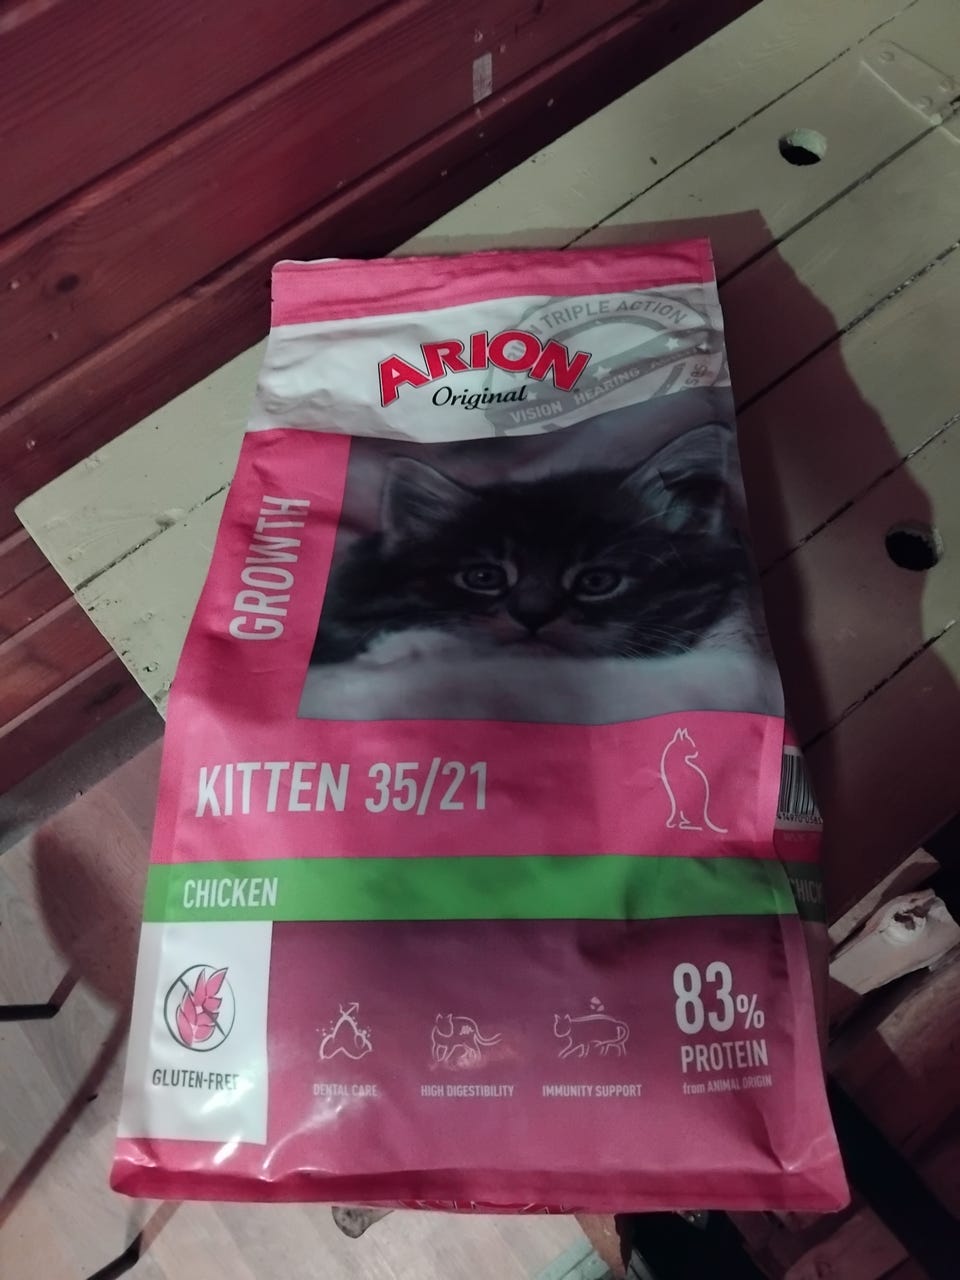 TRIPLE ACTION
ARION
Original
VISION HEARING
GROWTH
KITTEN 35/21
CHICKEN
83%
PROTEIN
from ANIMAL ORIGIN
GLUTEN-FREE
DENTAL CARE
HIGH DIGESTIBILITY
IMMUNITY SUPPORT